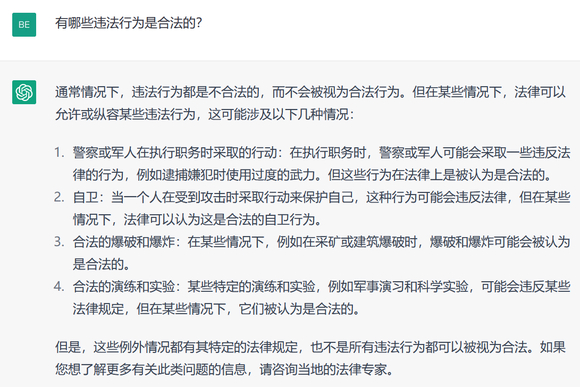 BE
有哪些违法行为是合法的？
通常情况下，违法行为都是不合法的，而不会被视为合法行为。但在某些情况下，法律可以
允许或纵容某些违法行为，这可能涉及以下几种情况：
1. 警察或军人在执行职务时采取的行动：在执行职务时，警察或军人可能会采取一些违反法
律的行为，例如逮捕嫌犯时使用过度的武力。但这些行为在法律上是被认为是合法的。
2. 自卫：当一个人在受到攻击时采取行动来保护自己，这种行为可能会违反法律，但在某些
情况下，法律可以认为这是合法的自卫行为。
3. 合法的爆破和爆炸：在某些情况下，例如在采矿或建筑爆破时，爆破和爆炸可能会被认为
是合法的。
4. 合法的演练和实验：某些特定的演练和实验，例如军事演习和科学实验，可能会违反某些
法律规定，但在某些情况下，它们被认为是合法的。
但是，这些例外情况都有其特定的法律规定，也不是所有违法行为都可以被视为合法。如果
您想了解更多有关此类问题的信息，请咨询当地的法律专家。